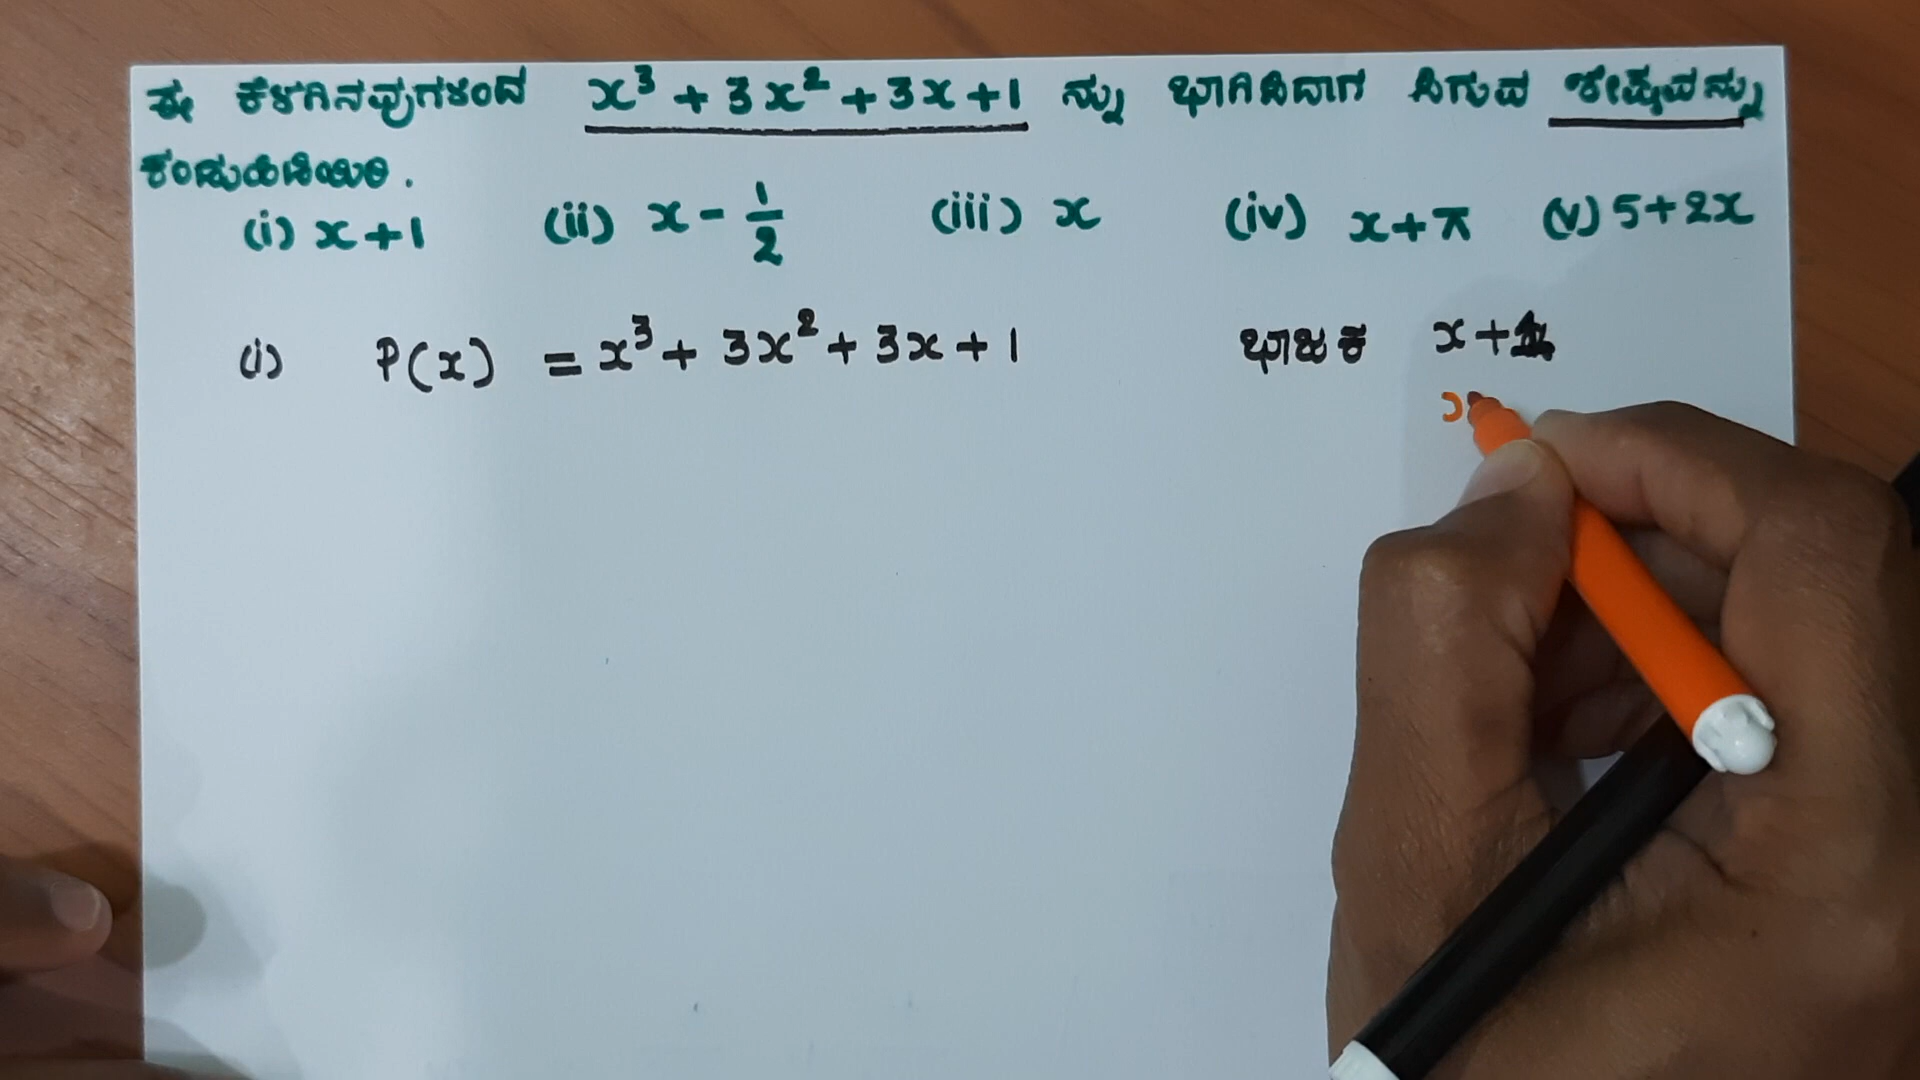 ಈ ಕೆಳಗಿನವುಗಳಿಂದ x³ + 3x² + 3x + 1 ನ್ನು ಭಾಗಿಸಿದಾಗ ಸಿಗುವ ಶೇಷವನ್ನು
ಕಂಡುಹಿಡಿಯಿರಿ.
(i) x + 1 (ii) x - 1/2 (iii) x (iv) x + π (v) 5 + 2x
(i) P(x) = x³ + 3x² + 3x + 1 ಭಾಜಕ x + 1